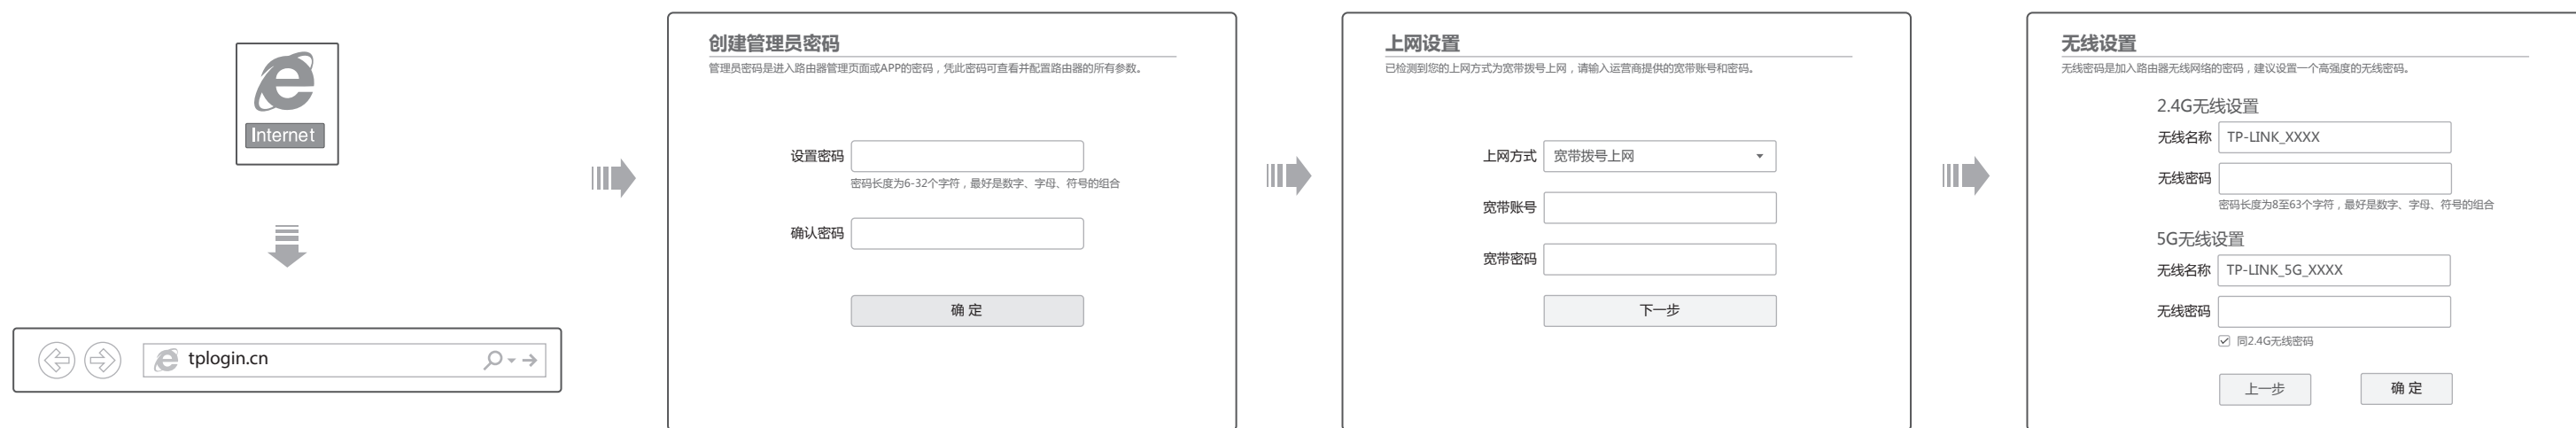 Internet
tplogin.cn
创建管理员密码
管理员密码是进入路由器管理页面或APP的密码，凭此密码可查看并配置路由器的所有参数。
设置密码
密码长度为6-32个字符，最好是数字、字母、符号的组合
确认密码
确 定
上网设置
已检测到您的上网方式为宽带拨号上网，请输入运营商提供的宽带账号和密码。
上网方式 宽带拨号上网
宽带账号
宽带密码
下一步
无线设置
无线密码是加入路由器无线网络的密码，建议设置一个高强度的无线密码。
2.4G无线设置
无线名称 TP-LINK_XXXX
无线密码
密码长度为8至63个字符，最好是数字、字母、符号的组合
5G无线设置
无线名称 TP-LINK_5G_XXXX
无线密码
同2.4G无线密码
上一步 确 定